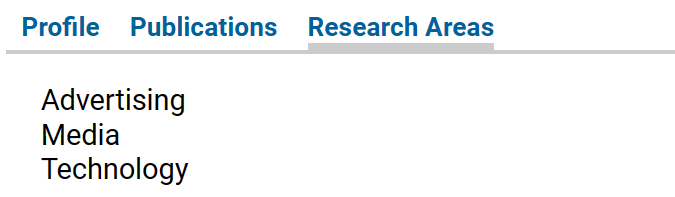 Profile Publications Research Areas
Advertising
Media
Technology